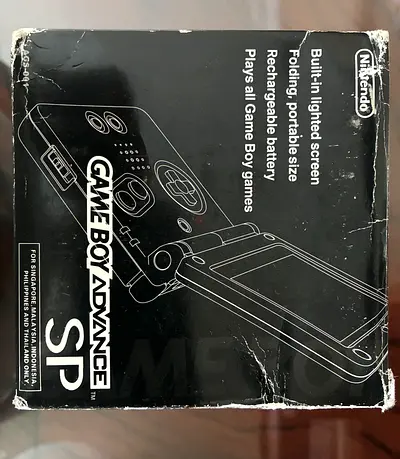 Nintendo
Built-in lighted screen
Folding, portable size
Rechargeable battery
Plays all Game Boy games
GAME BOY ADVANCE
SP™
FOR SINGAPORE, MALAYSIA, INDONESIA,
PHILIPPINES AND THAILAND ONLY.